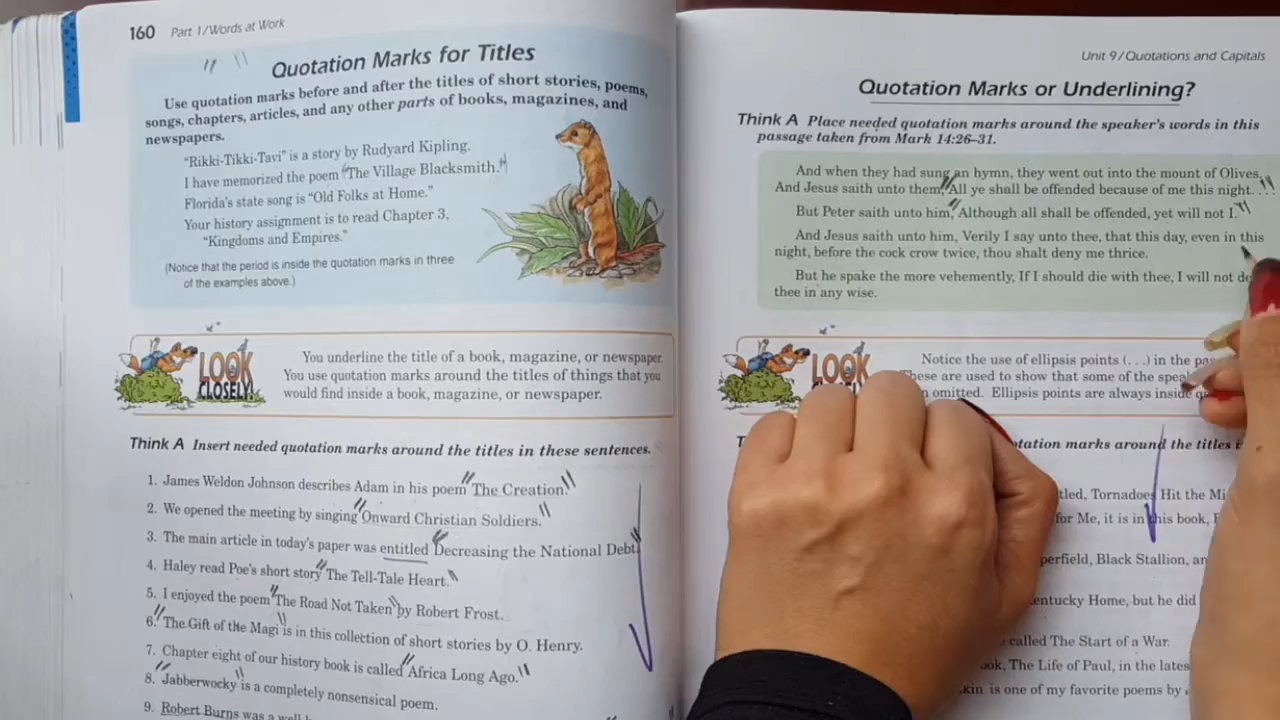 160 Part 1/Words at Work
Quotation Marks for Titles
Use quotation marks before and after the titles of short stories, poems,
songs, chapters, articles, and any other parts of books, magazines, and
newspapers.
"Rikki-Tikki-Tavi" is a story by Rudyard Kipling.
I have memorized the poem "The Village Blacksmith."
Florida's state song is "Old Folks at Home."
Your history assignment is to read Chapter 3,
"Kingdoms and Empires."
(Notice that the period is inside the quotation marks in three
of the examples above.)
LOOK
CLOSELY!
You underline the title of a book, magazine, or newspaper.
You use quotation marks around the titles of things that you
would find inside a book, magazine, or newspaper.
Think A Insert needed quotation marks around the titles in these sentences.
1. James Weldon Johnson describes Adam in his poem "The Creation."
2. We opened the meeting by singing "Onward Christian Soldiers."
3. The main article in today's paper was entitled "Decreasing the National Debt."
4. Haley read Poe's short story "The Tell-Tale Heart."
5. I enjoyed the poem "The Road Not Taken" by Robert Frost.
6. "The Gift of the Magi" is in this collection of short stories by O. Henry.
7. Chapter eight of our history book is called "Africa Long Ago."
8. "Jabberwocky" is a completely nonsensical poem.
9. Robert Burns was a well
Unit 9/Quotations and Capitals
Quotation Marks or Underlining?
Think A Place needed quotation marks around the speaker's words in this
passage taken from Mark 14:26–31.
And when they had sung an hymn, they went out into the mount of Olives.
And Jesus saith unto them, "All ye shall be offended because of me this night. . . ."
But Peter saith unto him, "Although all shall be offended, yet will not I."
And Jesus saith unto him, Verily I say unto thee, that this day, even in this
night, before the cock crow twice, thou shalt deny me thrice.
But he spake the more vehemently, If I should die with thee, I will not
thee in any wise.
LOOK
Notice the use of ellipsis points (. . .) in the
These are used to show that some of the
omitted. Ellipsis points are always inside
marks around the titles
Tornadoes Hit the
for Me, it is in this book,
Black Stallion,
Home, but he did
called The Start of a War.
The Life of Paul, in the
is one of my favorite poems by